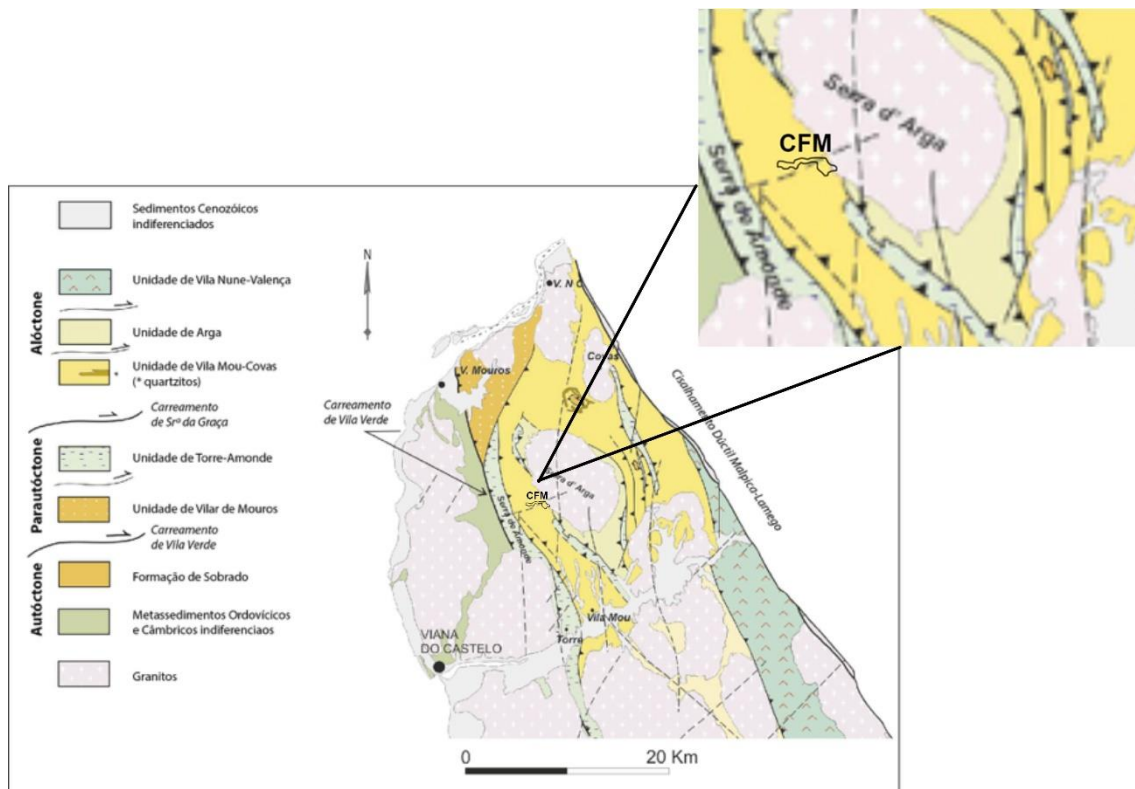 Serra d' Arga
CFM
Serra de Amonde
Sedimentos Cenozóicos
indiferenciados
Alóctone
Unidade de Vila Nune-Valença
Unidade de Arga
Unidade de Vila Mou-Covas
(* quartzitos)
*
Carreamento
de Srª da Graça
Parautóctone
Unidade de Torre-Amonde
Unidade de Vilar de Mouros
Carreamento
de Vila Verde
Autóctone
Formação de Sobrado
Metassedimentos Ordovícicos
e Câmbricos indiferenciaos
Granitos
N
V. N C
Covas
V. Mouros
Carreamento
de Vila Verde
Cisalhamento Dúctil Malpica-Lamego
Serra d' Arga
CFM
Serra de Amonde
Vila Mou
Torre
VIANA
DO CASTELO
0
20 Km